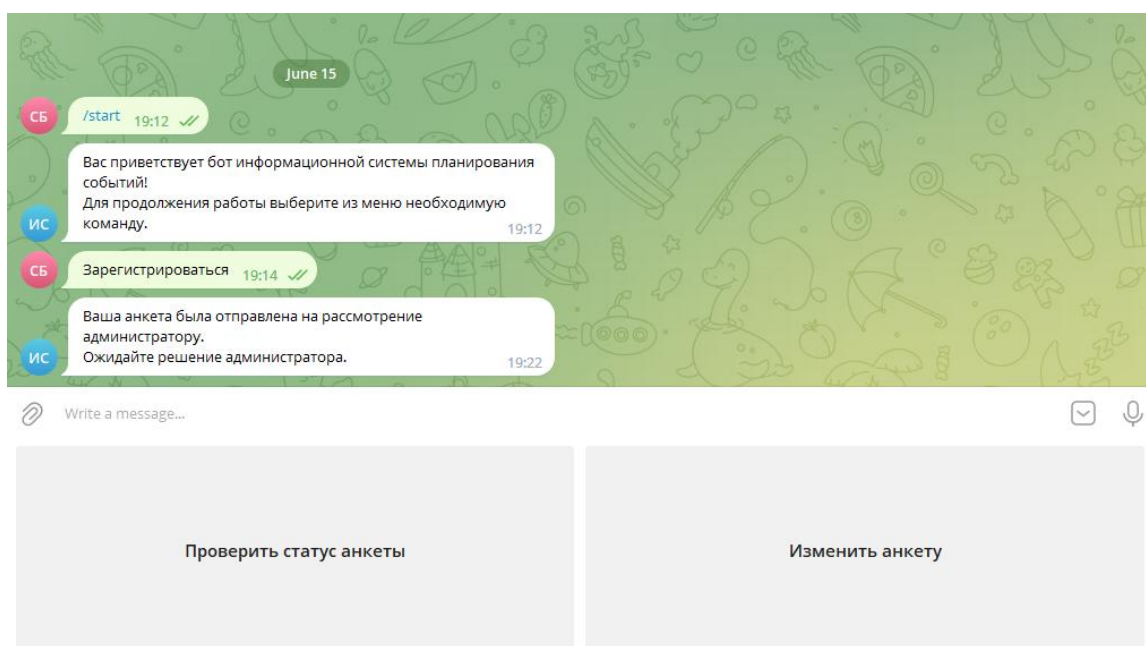 June 15
СБ
/start 19:12
Вас приветствует бот информационной системы планирования
событий!
Для продолжения работы выберите из меню необходимую
ИС
команду. 19:12
СБ
Зарегистрироваться 19:14
Ваша анкета была отправлена на рассмотрение
администратору.
ИС
Ожидайте решение администратора. 19:22
Write a message...
Проверить статус анкеты
Изменить анкету